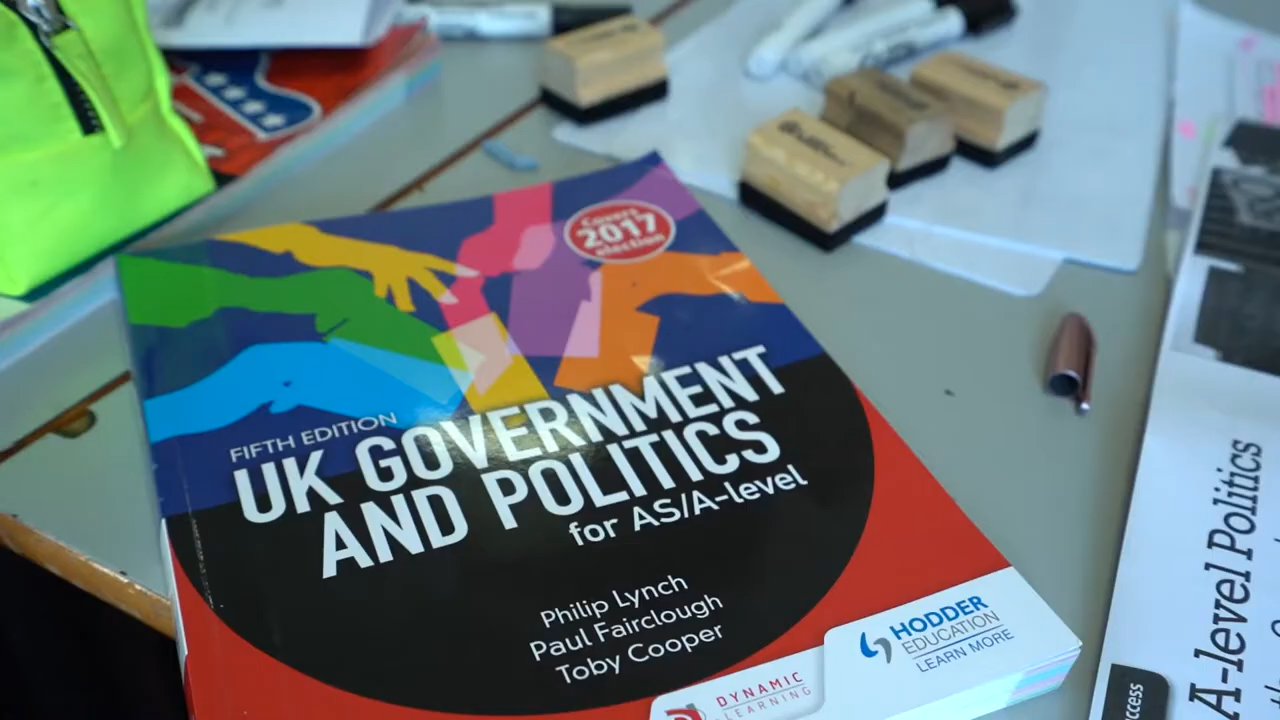 Covers
2017
election
FIFTH EDITION
UK GOVERNMENT
AND POLITICS
for AS/A-level
Philip Lynch
Paul Fairclough
Toby Cooper
DYNAMIC
LEARNING
HODDER
EDUCATION
LEARN MORE
A-level Politics